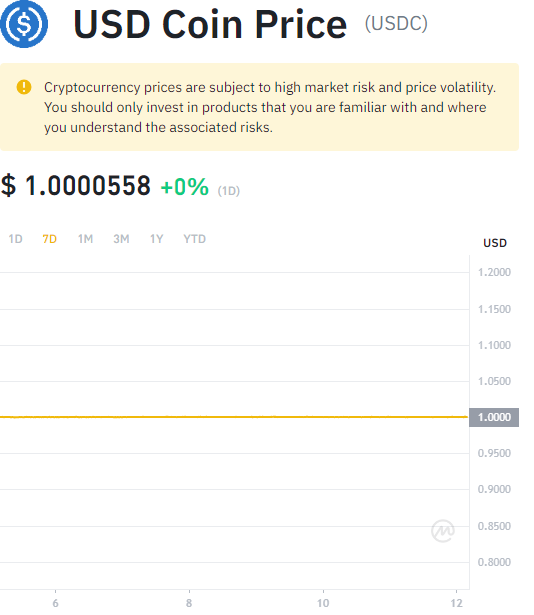 USD Coin Price (USDC)
Cryptocurrency prices are subject to high market risk and price volatility.
You should only invest in products that you are familiar with and where
you understand the associated risks.
$ 1.0000558 +0% (1D)
1D 7D 1M 3M 1Y YTD
USD
1.2000
1.1500
1.1000
1.0500
1.0000
0.9500
0.9000
0.8500
0.8000
6 8 10 12